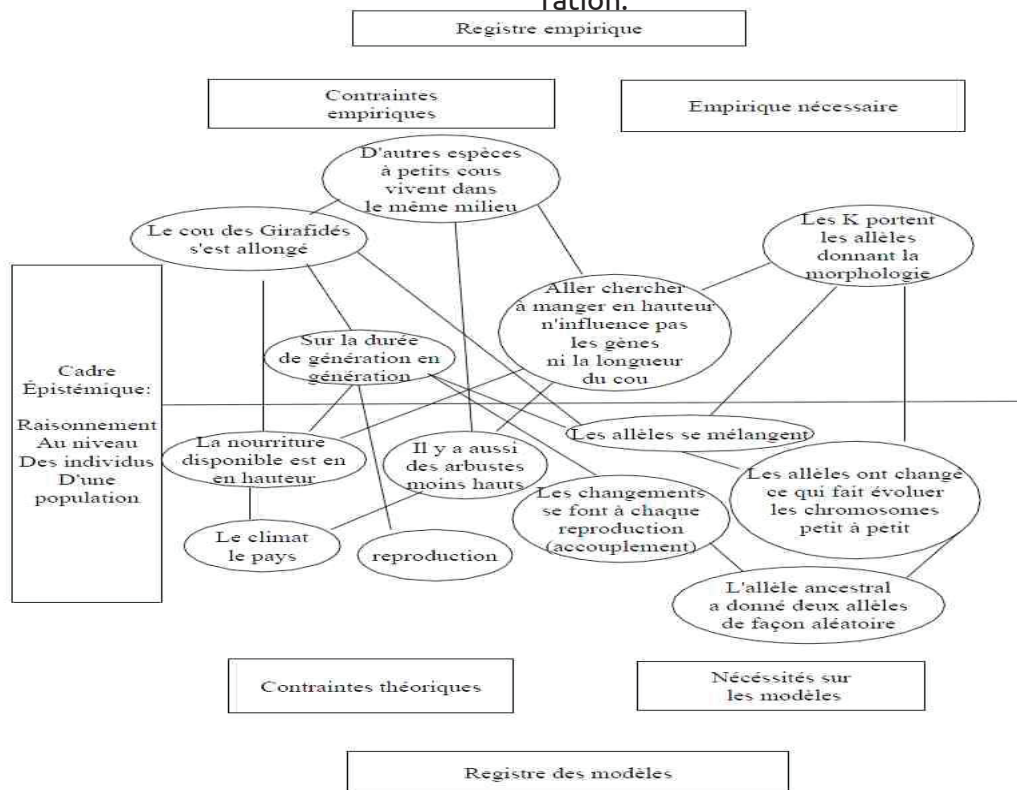 ration.
Registre empirique
Contraintes
empiriques
Empirique nécessaire
D'autres espèces
à petits cous
vivent dans
le même milieu
Le cou des Girafidés
s'est allongé
Les K portent
les allèles
donnant la
morphologie
Aller chercher
à manger en hauteur
n'influence pas
les gènes
ni la longueur
du cou
Sur la durée
de génération en
génération
Cadre
Épistémique:
Raisonnement
Au niveau
Des individus
D'une
population
La nourriture
disponible est en
en hauteur
Il y a aussi
des arbustes
moins hauts
Les allèles se mélangent
Les changements
se font à chaque
reproduction
(accouplement)
Les allèles ont changé
ce qui fait évoluer
les chromosomes
petit à petit
Le climat
le pays
reproduction
L'allèle ancestral
a donné deux allèles
de façon aléatoire
Contraintes théoriques
Nécéssités sur
les modèles
Registre des modèles